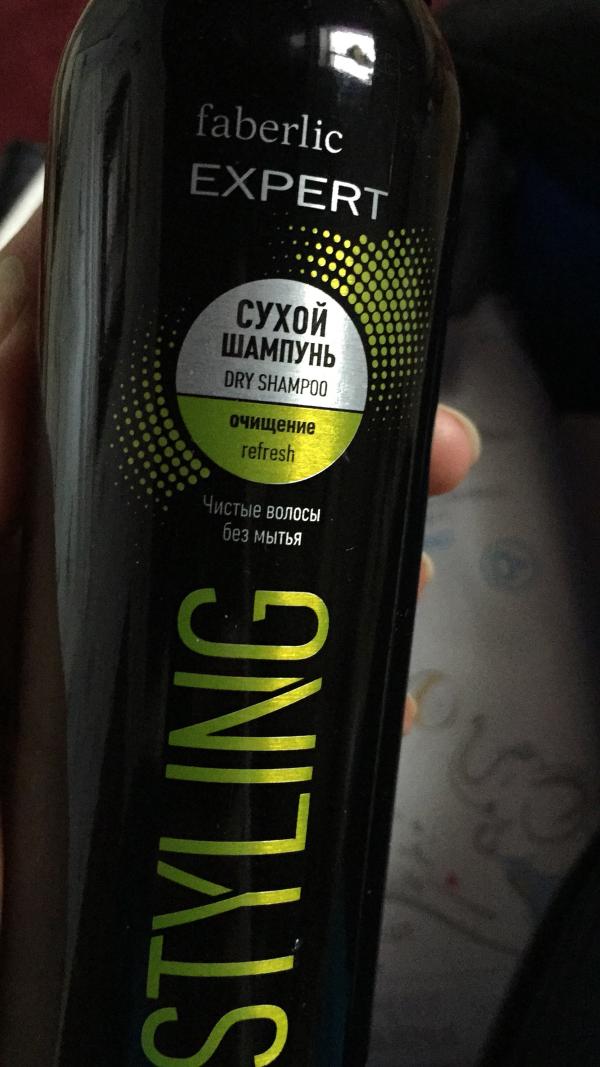 faberlic
EXPERT
СУХОЙ
ШАМПУНЬ
DRY SHAMPOO
очищение
refresh
Чистые волосы
без мытья
STYLING